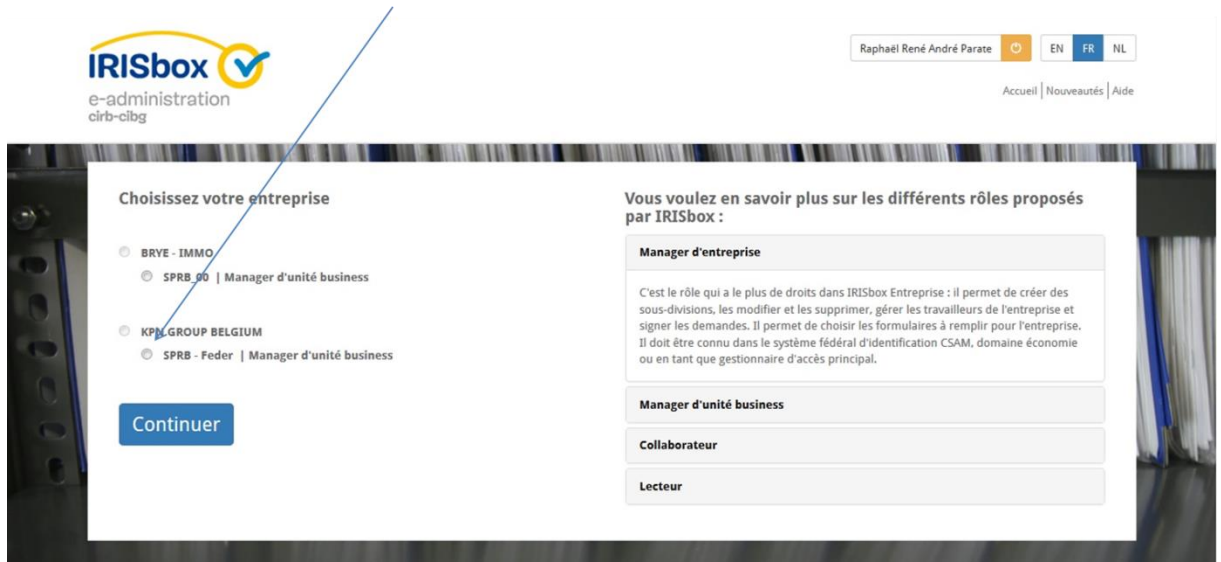 IRISbox
e-administration
cirb-cibg
Raphaël René André Parate
EN FR NL
Accueil | Nouveautés | Aide
Choisissez votre entreprise
BRYE - IMMO
SPRB_00 | Manager d'unité business
KPN GROUP BELGIUM
SPRB - Feder | Manager d'unité business
Continuer
Vous voulez en savoir plus sur les différents rôles proposés
par IRISbox :
Manager d'entreprise
C'est le rôle qui a le plus de droits dans IRISbox Entreprise : il permet de créer des
sous-divisions, les modifier et les supprimer, gérer les travailleurs de l'entreprise et
signer les demandes. Il permet de choisir les formulaires à remplir pour l'entreprise.
Il doit être connu dans le système fédéral d'identification CSAM, domaine économie
ou en tant que gestionnaire d'accès principal.
Manager d'unité business
Collaborateur
Lecteur